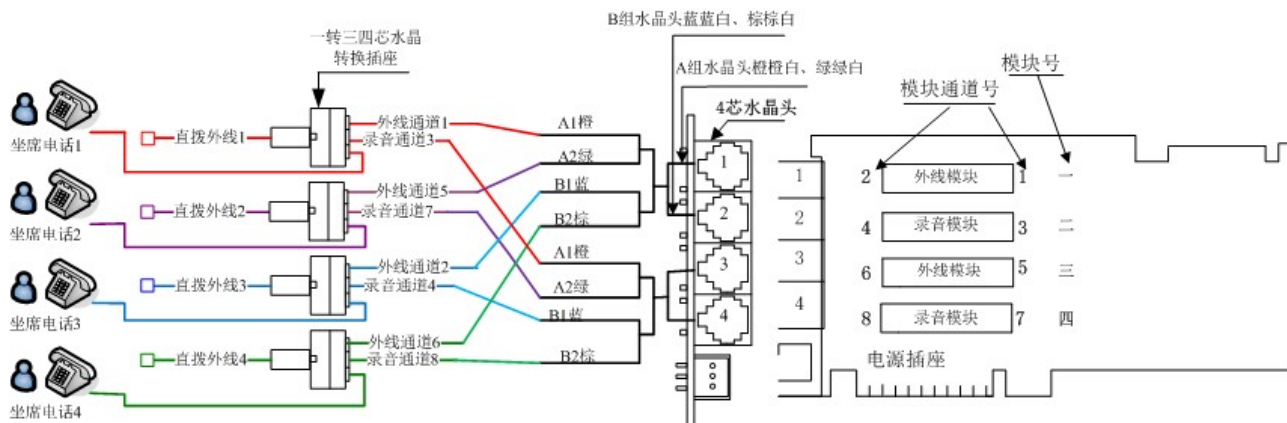 B组水晶头蓝蓝白、棕棕白
一转三四芯水晶
转换插座
A组水晶头橙橙白、绿绿白
模块号
模块通道号
4芯水晶头
坐席电话1
直拨外线1
外线通道1
录音通道3
A1橙
A2绿
坐席电话2
直拨外线2
外线通道5
录音通道7
B1蓝
B2棕
坐席电话3
直拨外线3
外线通道2
录音通道4
A1橙
A2绿
坐席电话4
直拨外线4
外线通道6
录音通道8
B1蓝
B2棕
1
2
3
4
1
2
3
4
2 外线模块 1 一
4 录音模块 3 二
6 外线模块 5 三
8 录音模块 7 四
电源插座